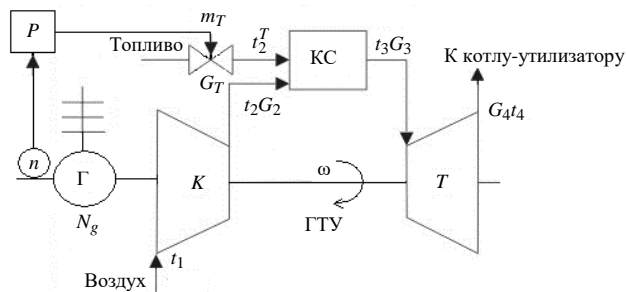 P
m_T
Топливо
t_2^T
G_T
КС
t_3G_3
К котлу-утилизатору
t_2G_2
G_4t_4
n
Г
N_g
K
ω
ГТУ
T
t_1
Воздух